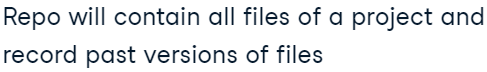 Repo will contain all files of a project and
record past versions of files